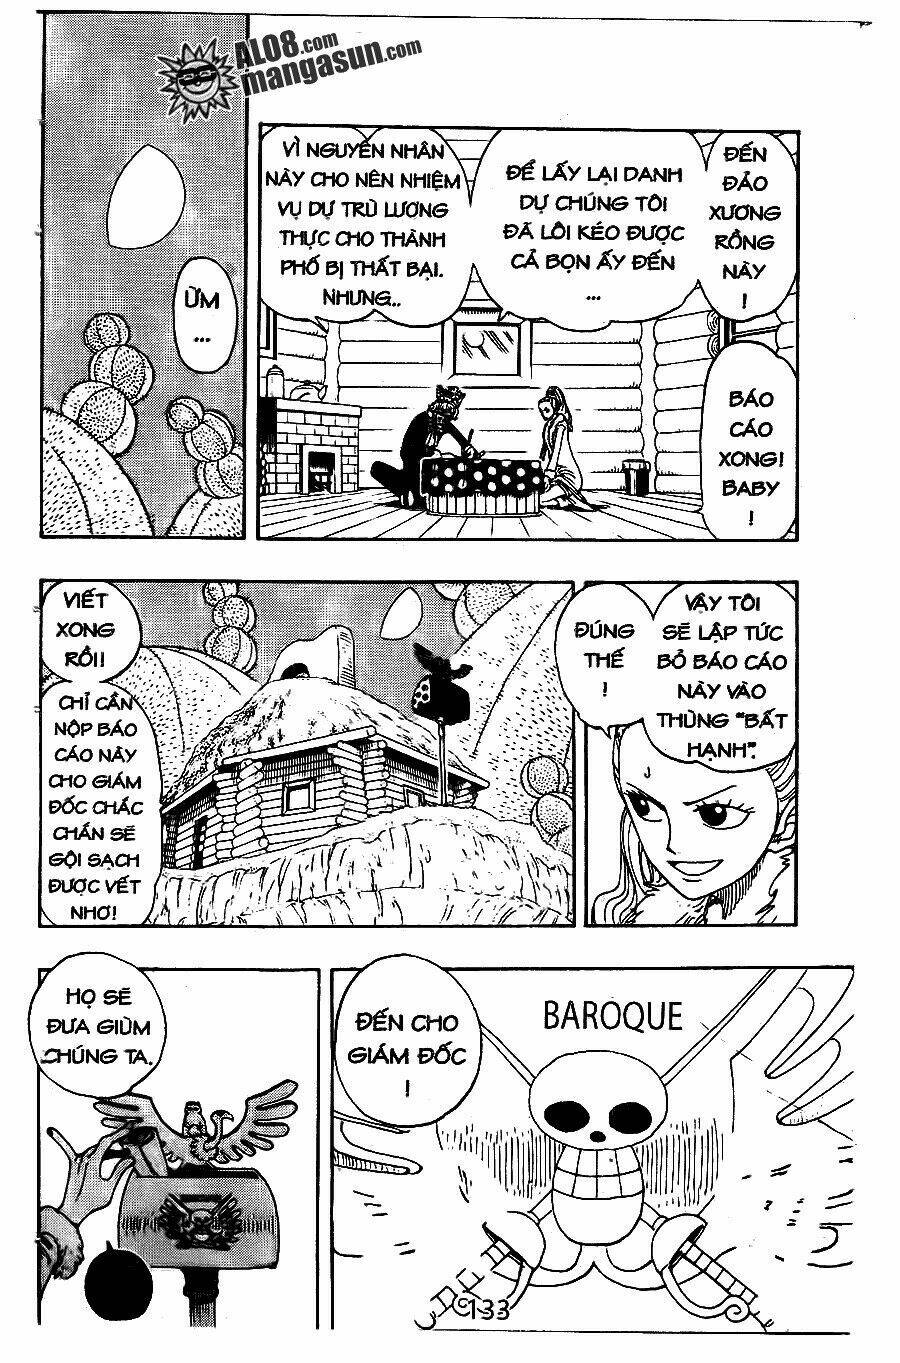 AL08.com
mangasun.com
VÌ NGUYÊN NHÂN
NÀY CHO NÊN NHIỆM
VỤ DỰ TRÙ LƯƠNG
THỰC CHO THÀNH
PHỐ BỊ THẤT BẠI.
NHƯNG..
ĐỂ LẤY LẠI DANH
DỰ CHÚNG TÔI
ĐÃ LÔI KÉO ĐƯỢC
CẢ BỌN ẤY ĐẾN
...
ĐẾN
ĐẢO
XƯƠNG
RỒNG
NÀY
!
BÁO
CÁO
XONG!
BABY
!
ỪM
...
VIẾT
XONG
RỒI!
CHỈ CẦN
NỘP BÁO
CÁO NÀY
CHO GIÁM
ĐỐC CHẮC
CHẮN SẼ
GỘI SẠCH
ĐƯỢC VẾT
NHƠ!
ĐÚNG
THẾ
!
VẬY TÔI
SẼ LẬP TỨC
BỎ BÁO CÁO
NÀY VÀO
THÙNG "BẤT
HẠNH".
HỌ SẼ
ĐƯA GIÙM
CHÚNG TA.
ĐẾN CHO
GIÁM ĐỐC
!
BAROQUE
133